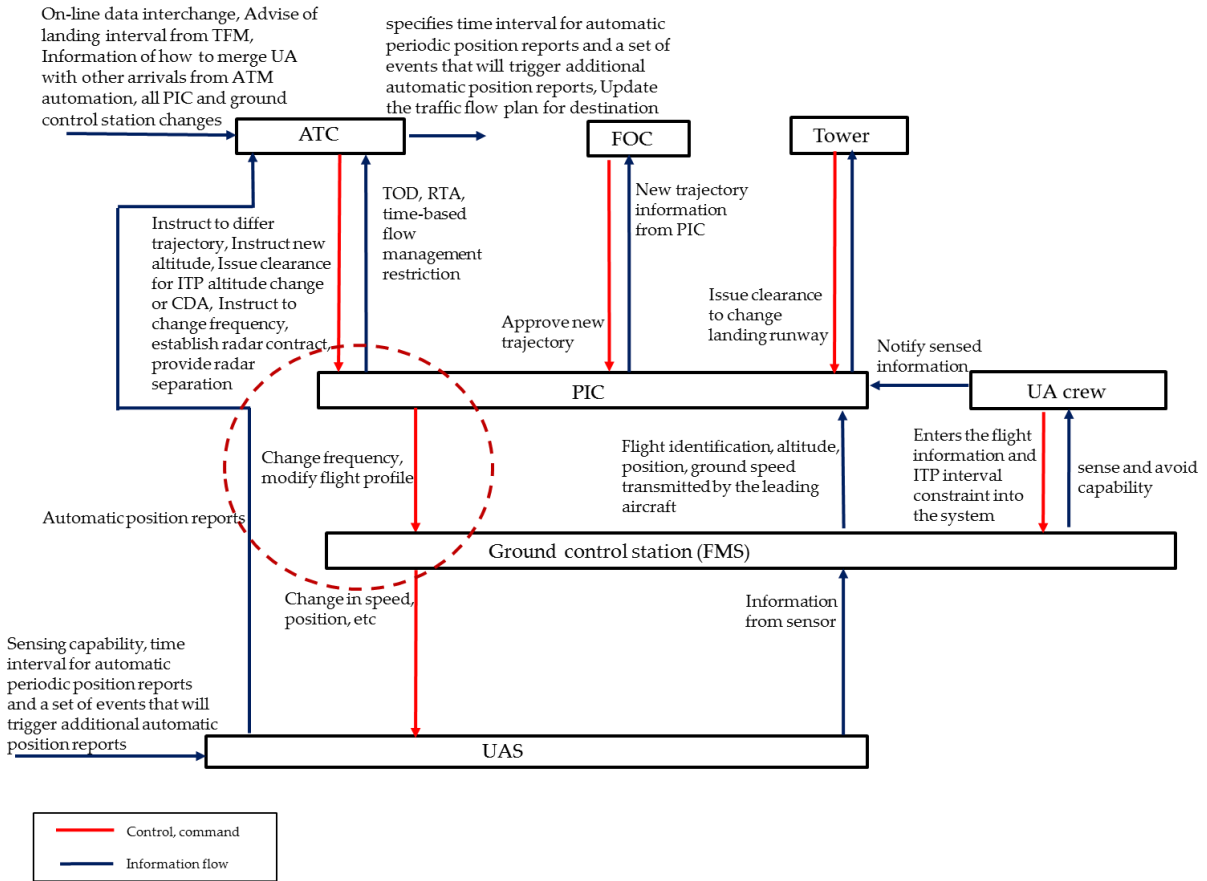 On-line data interchange, Advise of
landing interval from TFM,
Information of how to merge UA
with other arrivals from ATM
automation, all PIC and ground
control station changes
specifies time interval for automatic
periodic position reports and a set of
events that will trigger additional
automatic position reports, Update
the traffic flow plan for destination
ATC
FOC
Tower
Instruct to differ
trajectory, Instruct new
altitude, Issue clearance
for ITP altitude change
or CDA, Instruct to
change frequency,
establish radar contract,
provide radar
separation
TOD, RTA,
time-based
flow
management
restriction
New trajectory
information
from PIC
Approve new
trajectory
Issue clearance
to change
landing runway
Notify sensed
information
PIC
UA crew
Change frequency,
modify flight profile
Flight identification, altitude,
position, ground speed
transmitted by the leading
aircraft
Enters the flight
information and
ITP interval
constraint into
the system
sense and avoid
capability
Automatic position reports
Ground control station (FMS)
Change in speed,
position, etc
Information
from sensor
Sensing capability, time
interval for automatic
periodic position reports
and a set of events that will
trigger additional automatic
position reports
UAS
Control, command
Information flow